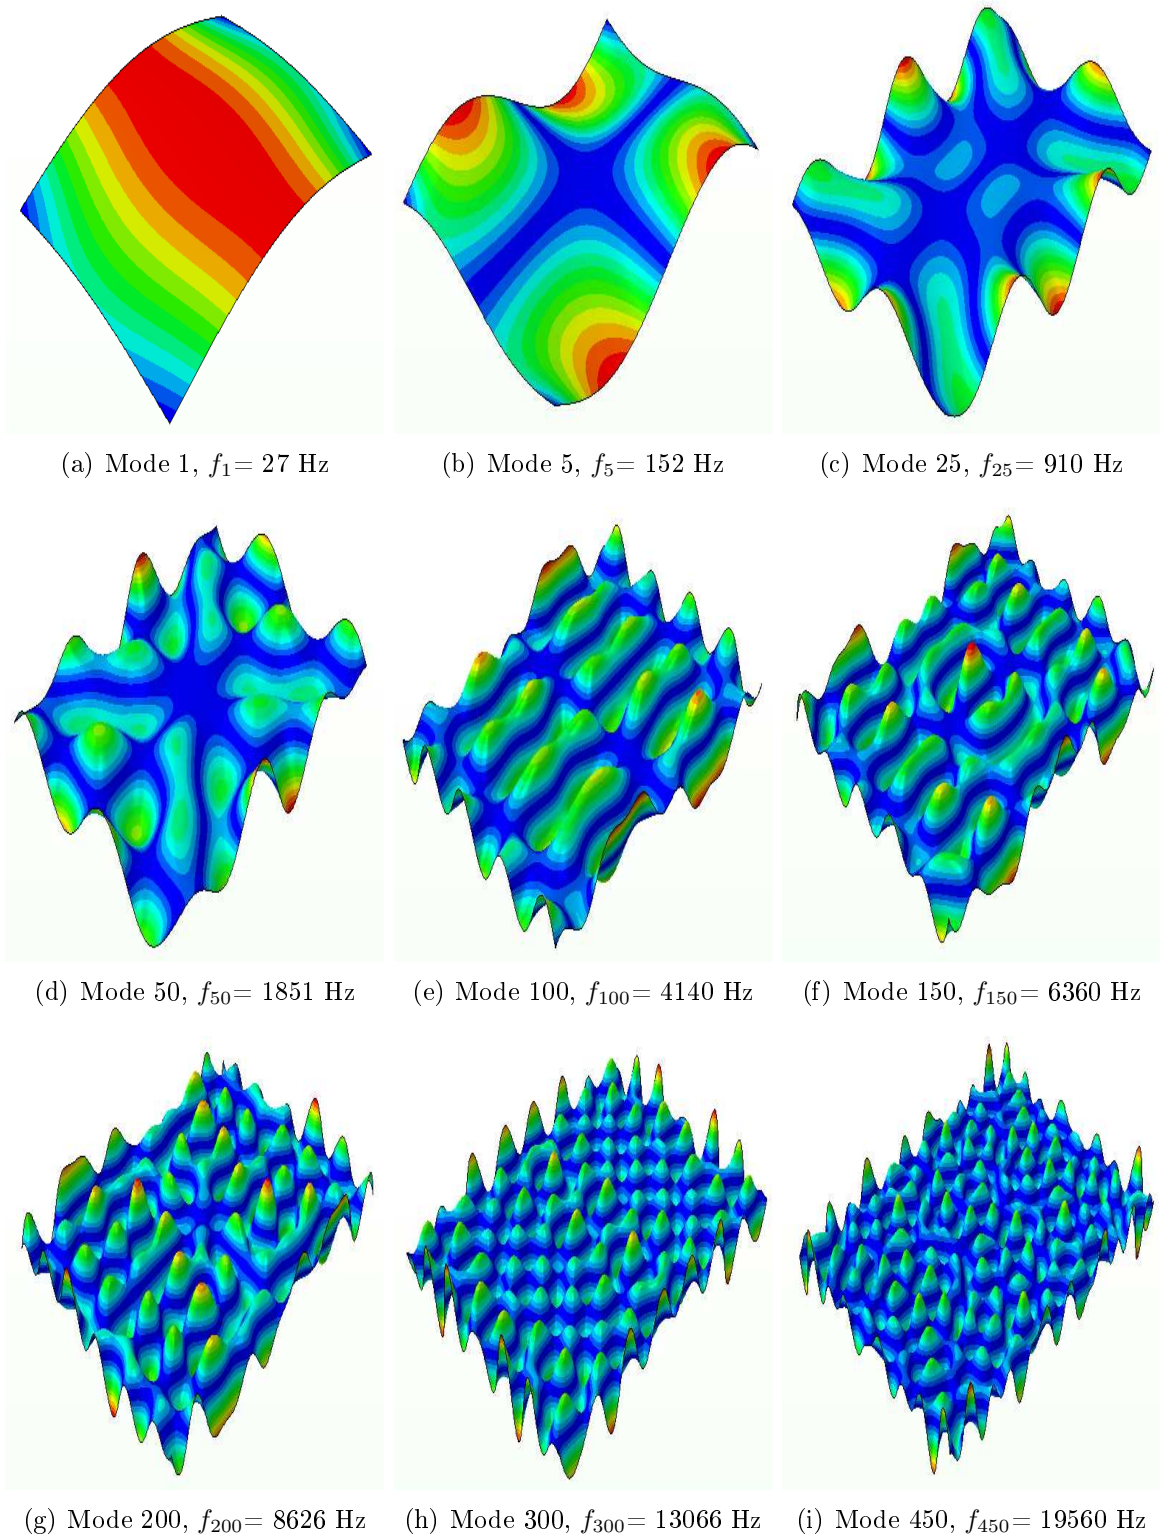 (a) Mode 1, f₁= 27 Hz
(b) Mode 5, f₅= 152 Hz
(c) Mode 25, f₂₅= 910 Hz
(d) Mode 50, f₅₀= 1851 Hz
(e) Mode 100, f₁₀₀= 4140 Hz
(f) Mode 150, f₁₅₀= 6360 Hz
(g) Mode 200, f₂₀₀= 8626 Hz
(h) Mode 300, f₃₀₀= 13066 Hz
(i) Mode 450, f₄₅₀= 19560 Hz